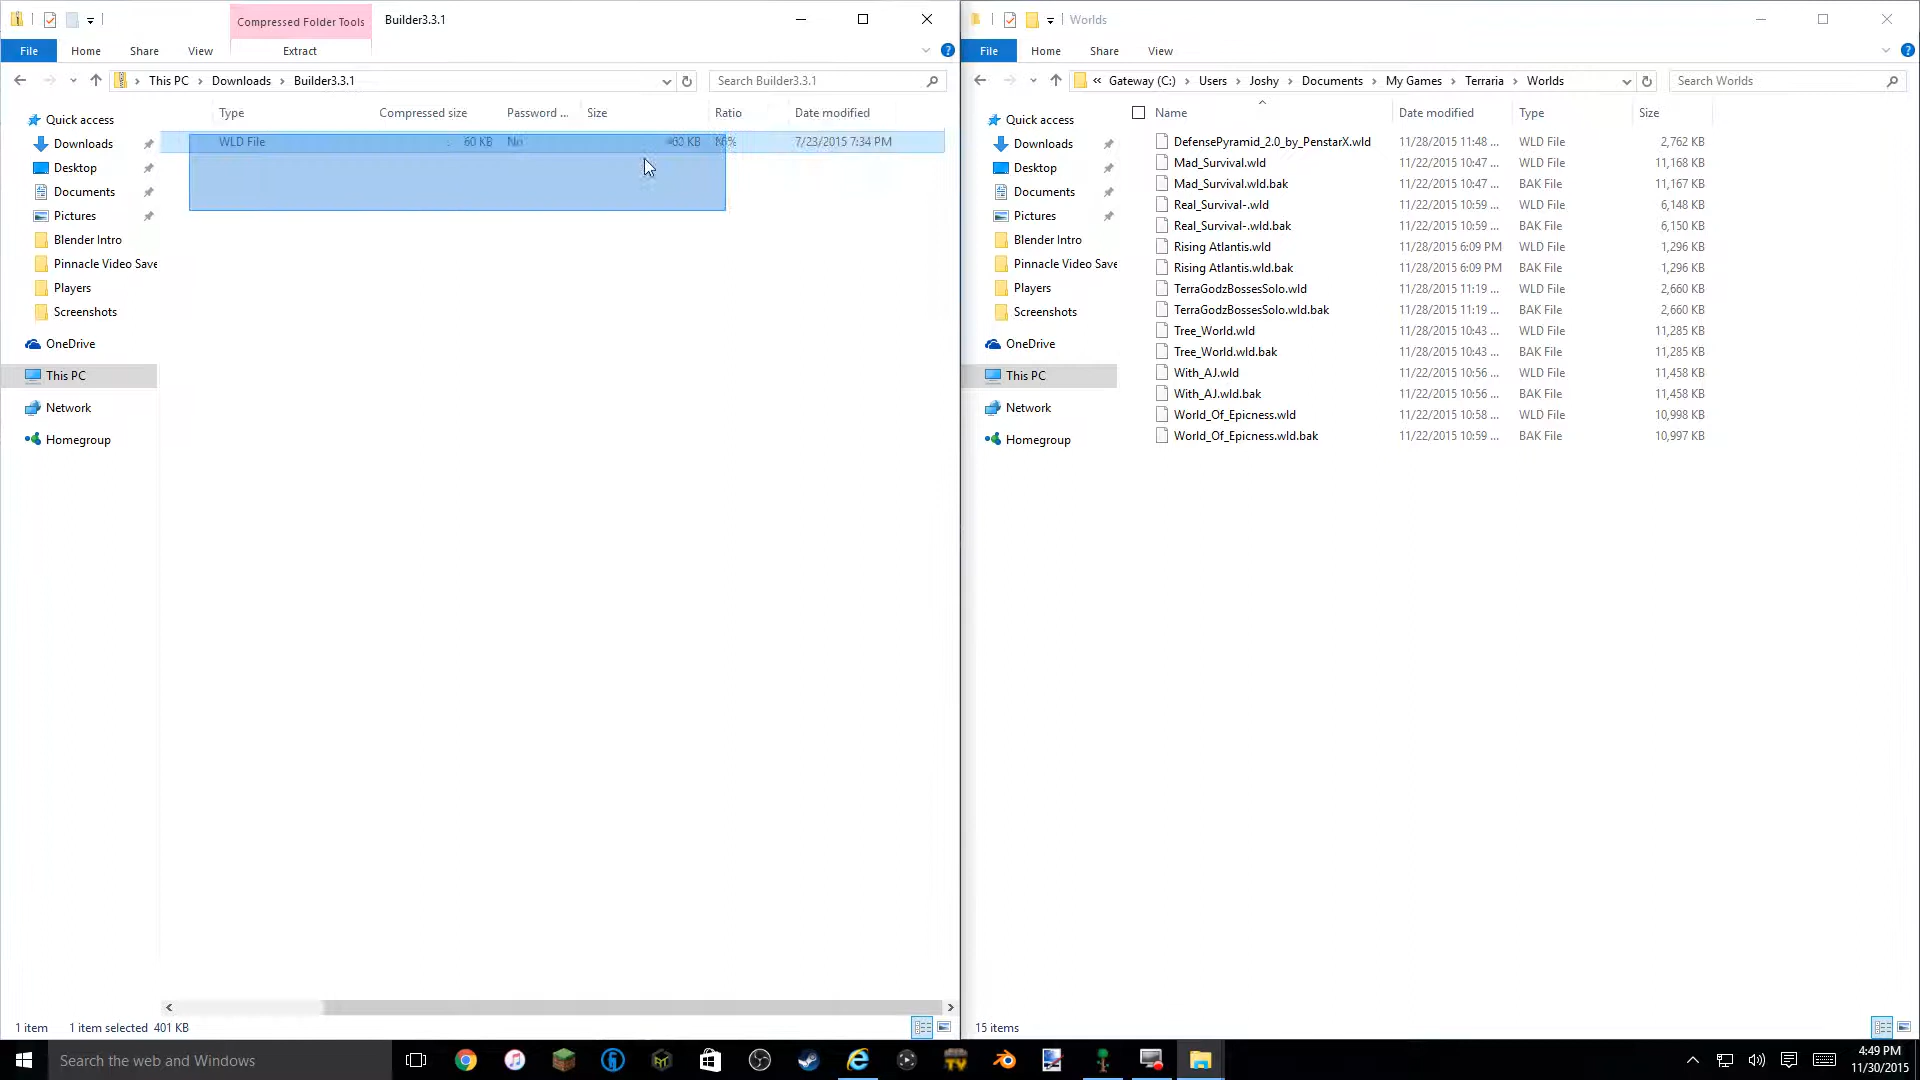 Compressed Folder Tools
Builder3.3.1
File
Home
Share
View
Extract
This PC
Downloads
Builder3.3.1
Search Builder3.3.1
Type
Compressed size
Password ...
Size
Ratio
Date modified
WLD File
60 KB
No
7/23/2015 7:34 PM
Quick access
Downloads
Desktop
Documents
Pictures
Blender Intro
Pinnacle Video Save
Players
Screenshots
OneDrive
This PC
Network
Homegroup
1 item
1 item selected 401 KB
Worlds
File
Home
Share
View
« Gateway (C:)
Users
Joshy
Documents
My Games
Terraria
Worlds
Search Worlds
Quick access
Downloads
Desktop
Documents
Pictures
Blender Intro
Pinnacle Video Save
Players
Screenshots
OneDrive
This PC
Network
Homegroup
Name Date modified Type Size
DefensePyramid_2.0_by_PenstarX.wld 11/28/2015 11:48 ... WLD File 2,762 KB
Mad_Survival.wld 11/22/2015 10:47 ... WLD File 11,168 KB
Mad_Survival.wld.bak 11/22/2015 10:47 ... BAK File 11,167 KB
Real_Survival-.wld 11/22/2015 10:59 ... WLD File 6,148 KB
Real_Survival-.wld.bak 11/22/2015 10:59 ... BAK File 6,150 KB
Rising Atlantis.wld 11/28/2015 6:09 PM WLD File 1,296 KB
Rising Atlantis.wld.bak 11/28/2015 6:09 PM BAK File 1,296 KB
TerraGodzBossesSolo.wld 11/28/2015 11:19 ... WLD File 2,660 KB
TerraGodzBossesSolo.wld.bak 11/28/2015 11:19 ... BAK File 2,660 KB
Tree_World.wld 11/28/2015 10:43 ... WLD File 11,285 KB
Tree_World.wld.bak 11/28/2015 10:43 ... BAK File 11,285 KB
With_AJ.wld 11/22/2015 10:56 ... WLD File 11,458 KB
With_AJ.wld.bak 11/22/2015 10:56 ... BAK File 11,458 KB
World_Of_Epicness.wld 11/22/2015 10:58 ... WLD File 10,998 KB
World_Of_Epicness.wld.bak 11/22/2015 10:59 ... BAK File 10,997 KB
15 items
Search the web and Windows
TV
4:49 PM
11/30/2015